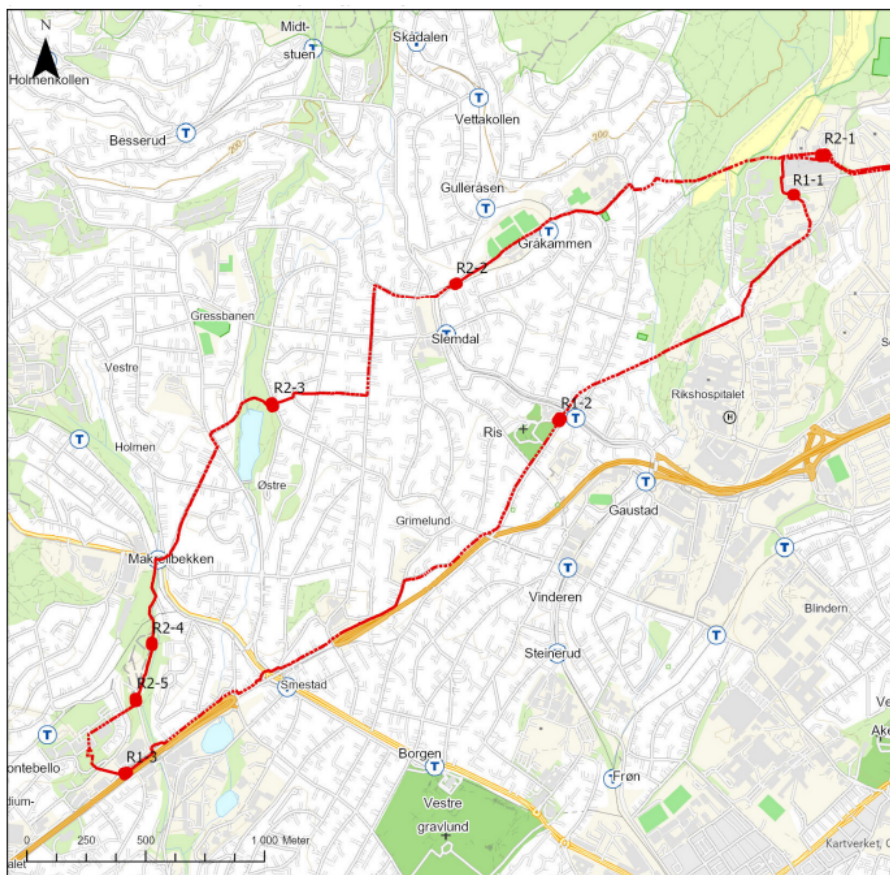 N
Midt-
stuen
Skådalen
Holmenkollen
Besserud
200
Vettakollen
200
R2-1
R1-1
Gulleråsen
Gråkammen
R2-2
Gressbanen
Slemdal
Vestre
R2-3
Rikshospitalet
H
R1-2
Ris
Holmen
Østre
Gaustad
Grimelund
Makrellbekken
Vinderen
Blindern
R2-4
Steinerud
R2-5
Smestad
R1-3
Borgen
Frøn
Vestre
gravlund
0 250 500 1 000 Meter
T
T
T
T
T
T
T
T
T
T
T
T
T
T